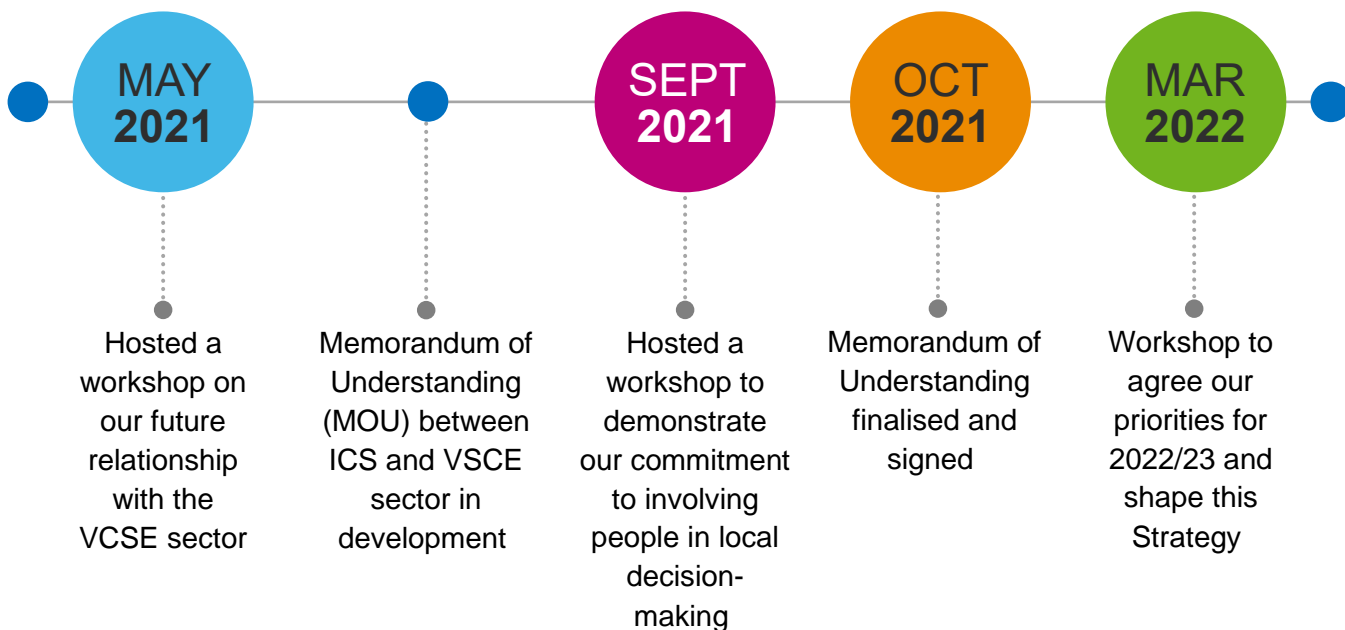 MAY
2021
SEPT
2021
OCT
2021
MAR
2022
Hosted a
workshop on
our future
relationship
with the
VCSE sector
Memorandum of
Understanding
(MOU) between
ICS and VSCE
sector in
development
Hosted a
workshop to
demonstrate
our commitment
to involving
people in local
decision-
making
Memorandum of
Understanding
finalised and
signed
Workshop to
agree our
priorities for
2022/23 and
shape this
Strategy